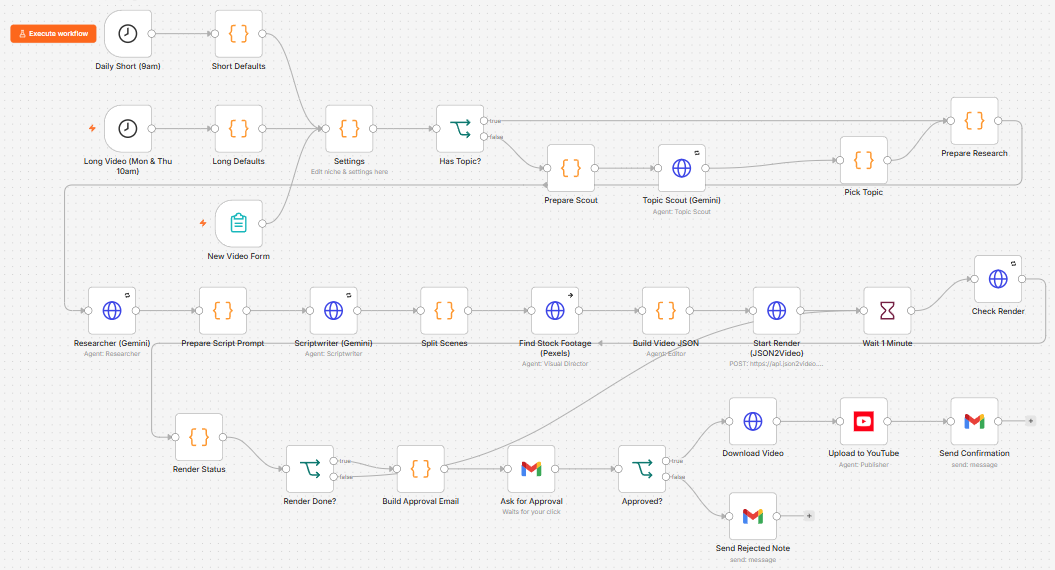 Execute workflow
Daily Short (9am)
Short Defaults
Long Video (Mon & Thu
10am)
Long Defaults
Settings
Edit niche & settings here
Has Topic?
true
false
Prepare Scout
Topic Scout (Gemini)
Agent: Topic Scout
Pick Topic
Prepare Research
New Video Form
Researcher (Gemini)
Agent: Researcher
Prepare Script Prompt
Scriptwriter (Gemini)
Agent: Scriptwriter
Split Scenes
Find Stock Footage
(Pexels)
Agent: Visual Director
Build Video JSON
Agent: Editor
Start Render
(JSON2Video)
POST: https://api.json2video....
Wait 1 Minute
Check Render
Render Status
Render Done?
true
false
Build Approval Email
Ask for Approval
Waits for your click
Approved?
true
false
Download Video
Upload to YouTube
Agent: Publisher
Send Confirmation
send: message
Send Rejected Note
send: message